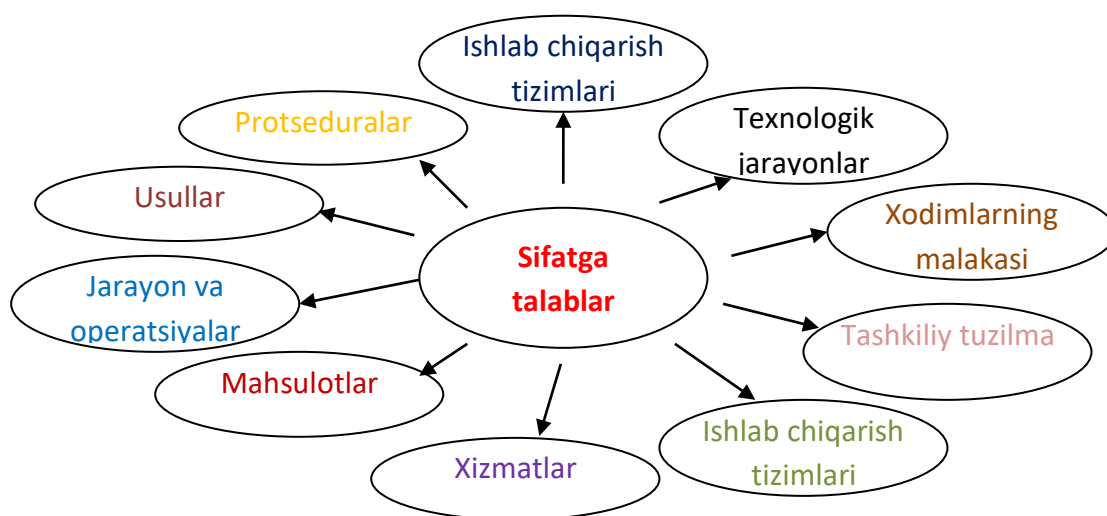 Ishlab chiqarish
tizimlari
Protseduralar
Texnologik
jarayonlar
Usullar
Xodimlarning
malakasi
Sifatga
talablar
Jarayon va
operatsiyalar
Tashkiliy tuzilma
Mahsulotlar
Ishlab chiqarish
tizimlari
Xizmatlar